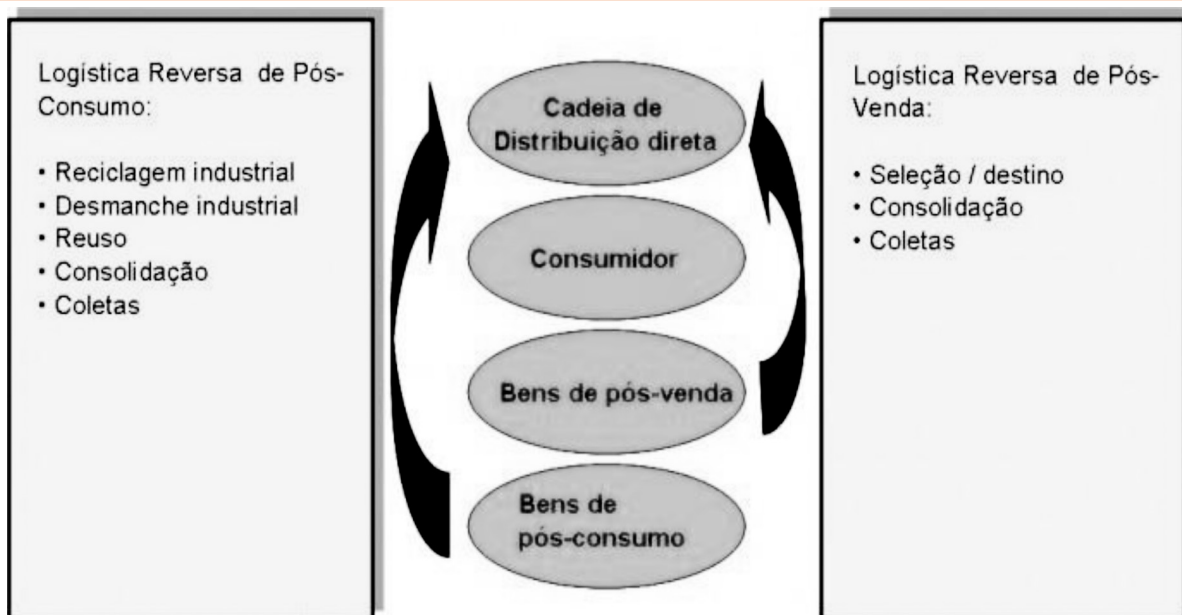 Logística Reversa de Pós-
Consumo:
• Reciclagem industrial
• Desmanche industrial
• Reuso
• Consolidação
• Coletas
Cadeia de
Distribuição direta
Consumidor
Bens de pós-venda
Bens de
pós-consumo
Logística Reversa de Pós-
Venda:
• Seleção / destino
• Consolidação
• Coletas